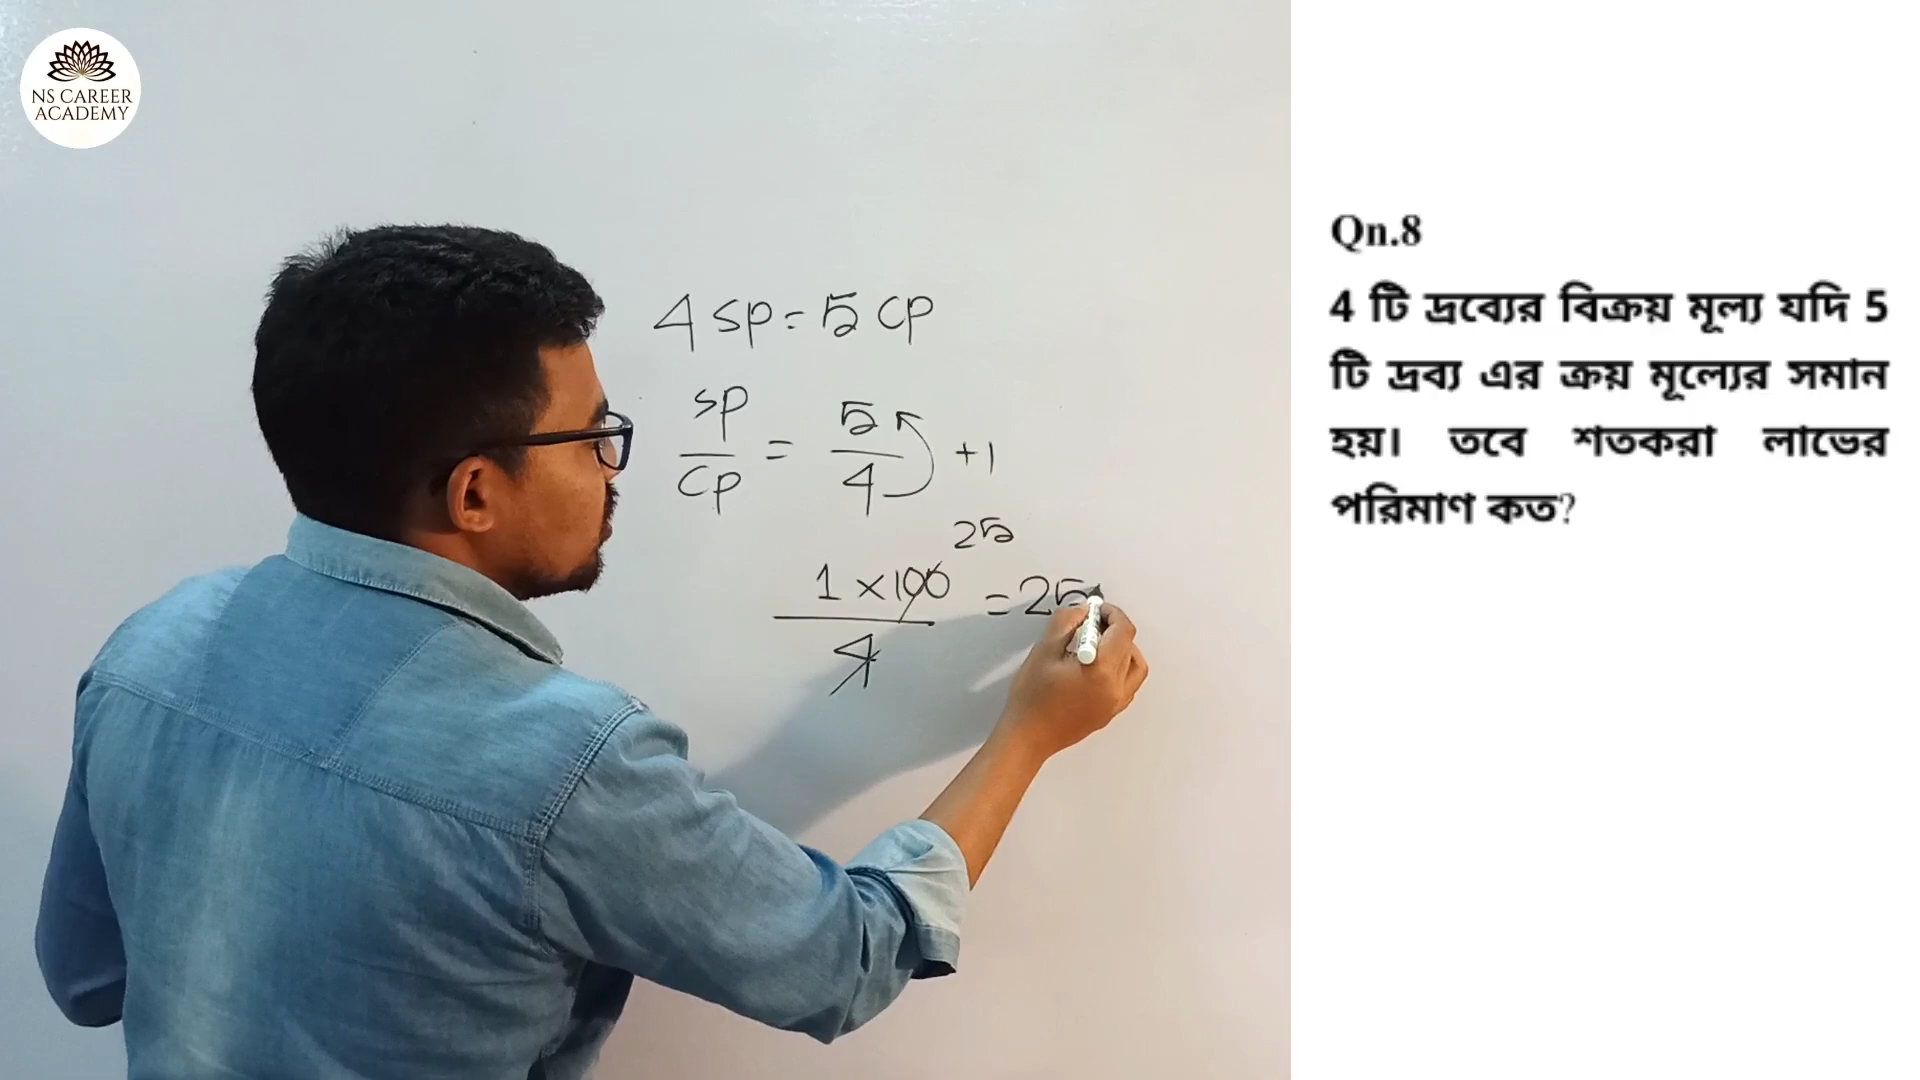 NS CAREER
ACADEMY
4 SP = 5 CP
SP/CP = 5/4 +1
25
1 × 100 / 4 = 25
Qn.8
4 টি দ্রব্যের বিক্রয় মূল্য যদি 5
টি দ্রব্য এর ক্রয় মূল্যের সমান
হয়। তবে শতকরা লাভের
পরিমাণ কত?